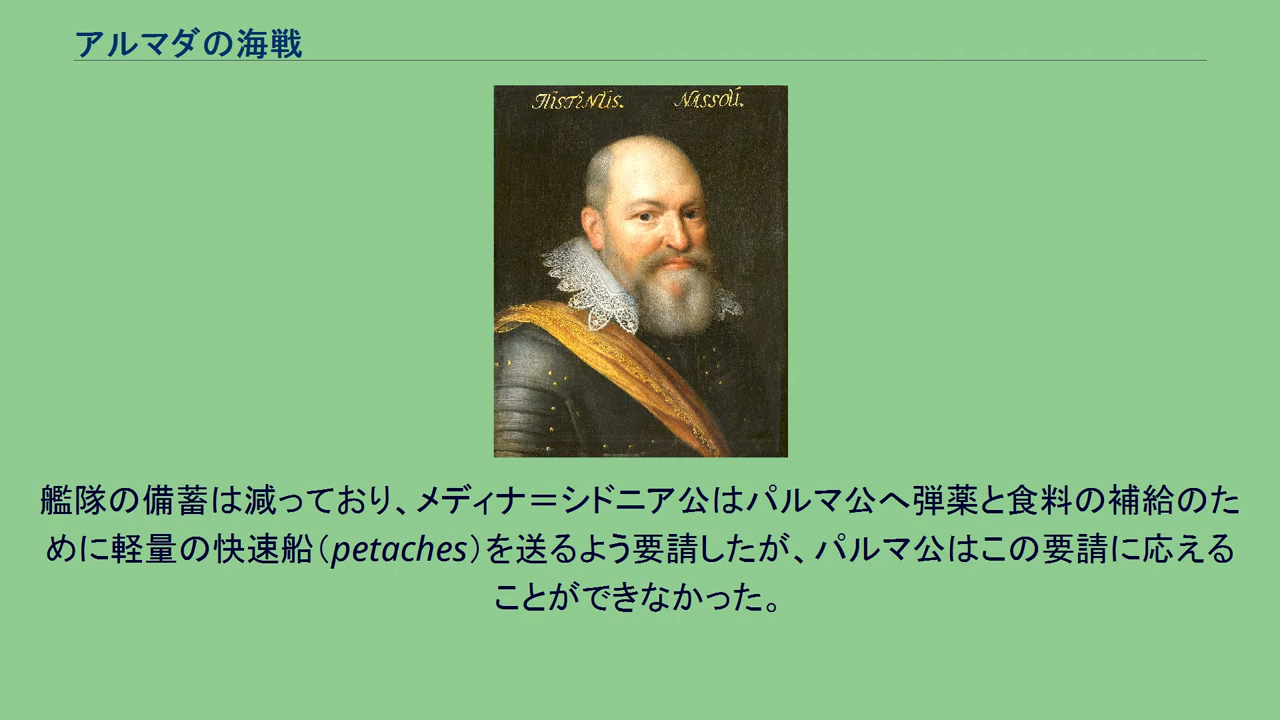 アルマダの海戦
HISTINUS. NASSOU.
艦隊の備蓄は減っており、メディナ＝シドニア公はパルマ公へ弾薬と食料の補給のた
めに軽量の快速船（petaches）を送るよう要請したが、パルマ公はこの要請に応える
ことができなかった。